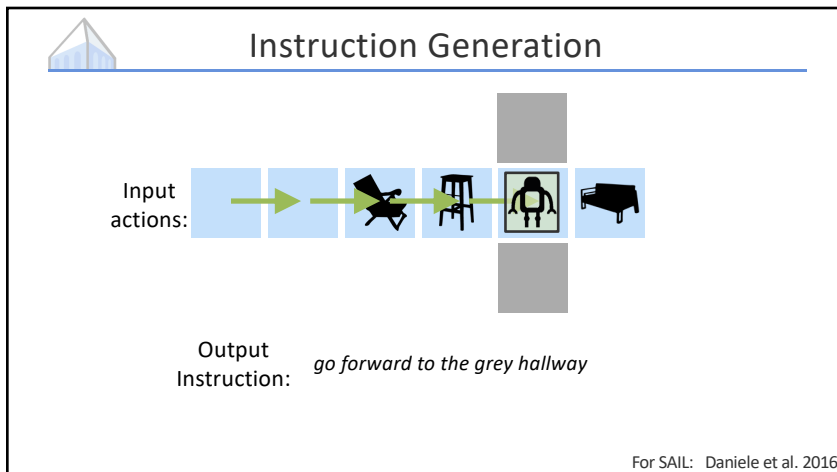 Instruction Generation
Input
actions:
Output
Instruction:
go forward to the grey hallway
For SAIL: Daniele et al. 2016